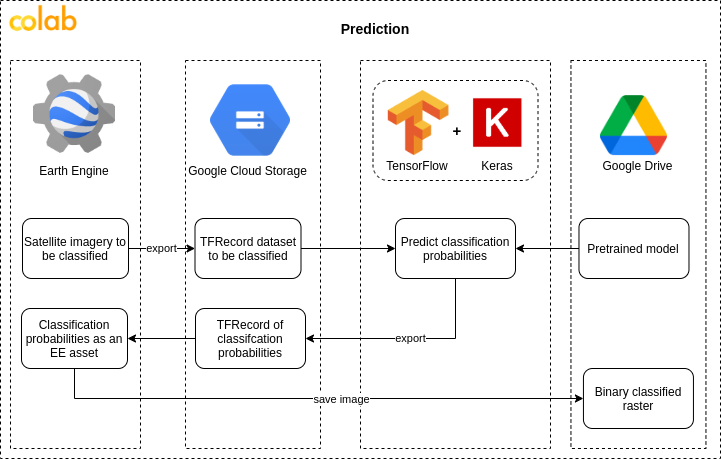 colab
Prediction
Earth Engine
Google Cloud Storage
+
TensorFlow
K
Keras
Google Drive
Satellite imagery to
be classified
export
TFRecord dataset
to be classified
Predict classification
probabilities
Pretrained model
Classification
probabilities as an
EE asset
TFRecord of
classifcation
probabilities
export
save image
Binary classified
raster